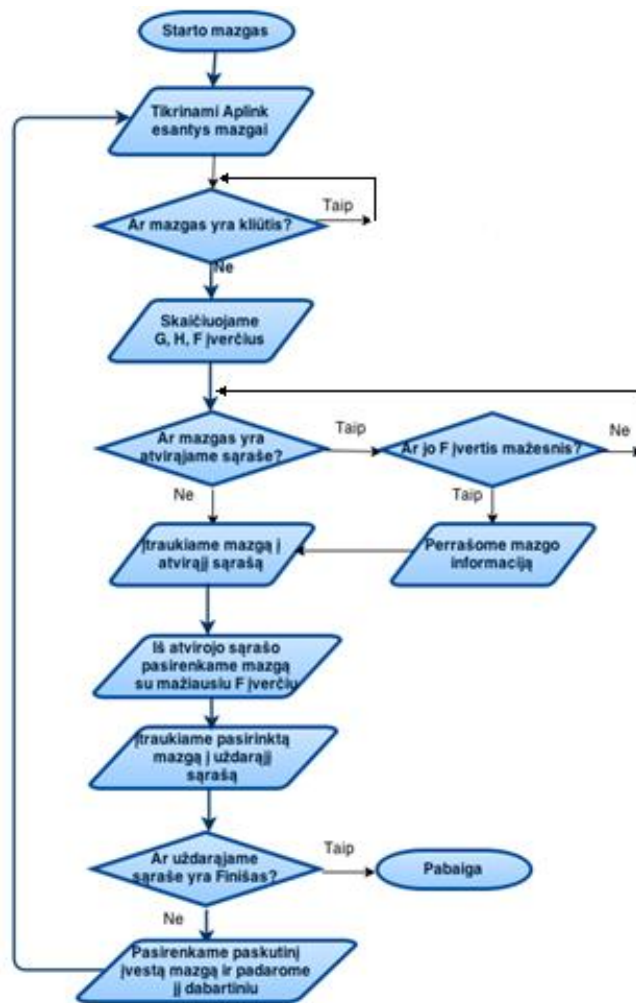 Starto mazgas
Tikrinami Aplink
esantys mazgai
Ar mazgas yra kliūtis?
Taip
Ne
Skaičiuojame
G, H, F įverčius
Ar mazgas yra
atvirąjame sąraše?
Taip
Ar jo F įvertis mažesnis?
Ne
Ne
Taip
Įtraukiame mazgą į
atvirąjį sąrašą
Perrašome mazgo
informaciją
Iš atvirojo sąrašo
pasirenkame mazgą
su mažiausiu F įverčiu
Įtraukiame pasirinktą
mazgą į uždarąjį
sąrašą
Ar uždarąjame
sąraše yra Finišas?
Taip
Pabaiga
Ne
Pasirenkame paskutinį
įvestą mazgą ir padarome
jį dabartiniu